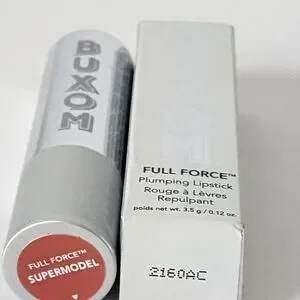 BUXOM
FULL FORCE™
SUPERMODEL
FULL FORCE™
Plumping Lipstick
Rouge à Lèvres
Repulpant
poids net wt. 3.5 g / 0.12 oz.
2160AC